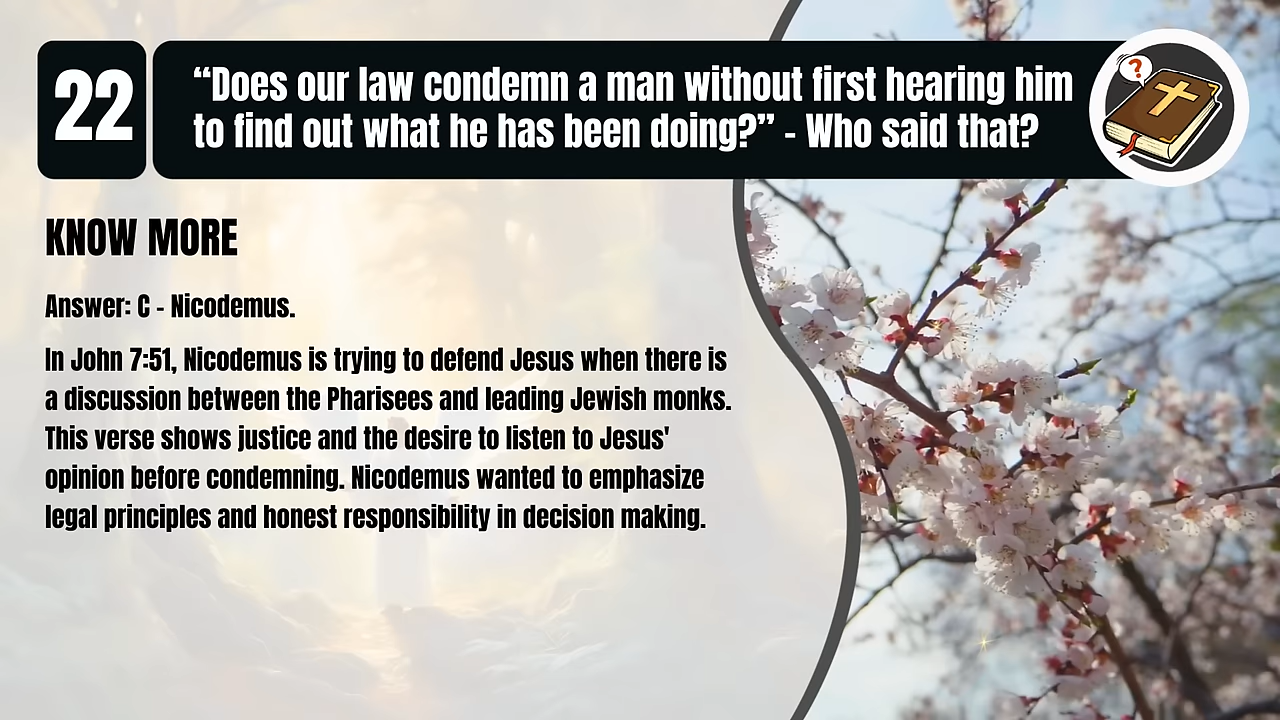 22
“Does our law condemn a man without first hearing him
to find out what he has been doing?” - Who said that?
?
KNOW MORE
Answer: C - Nicodemus.
In John 7:51, Nicodemus is trying to defend Jesus when there is
a discussion between the Pharisees and leading Jewish monks.
This verse shows justice and the desire to listen to Jesus'
opinion before condemning. Nicodemus wanted to emphasize
legal principles and honest responsibility in decision making.